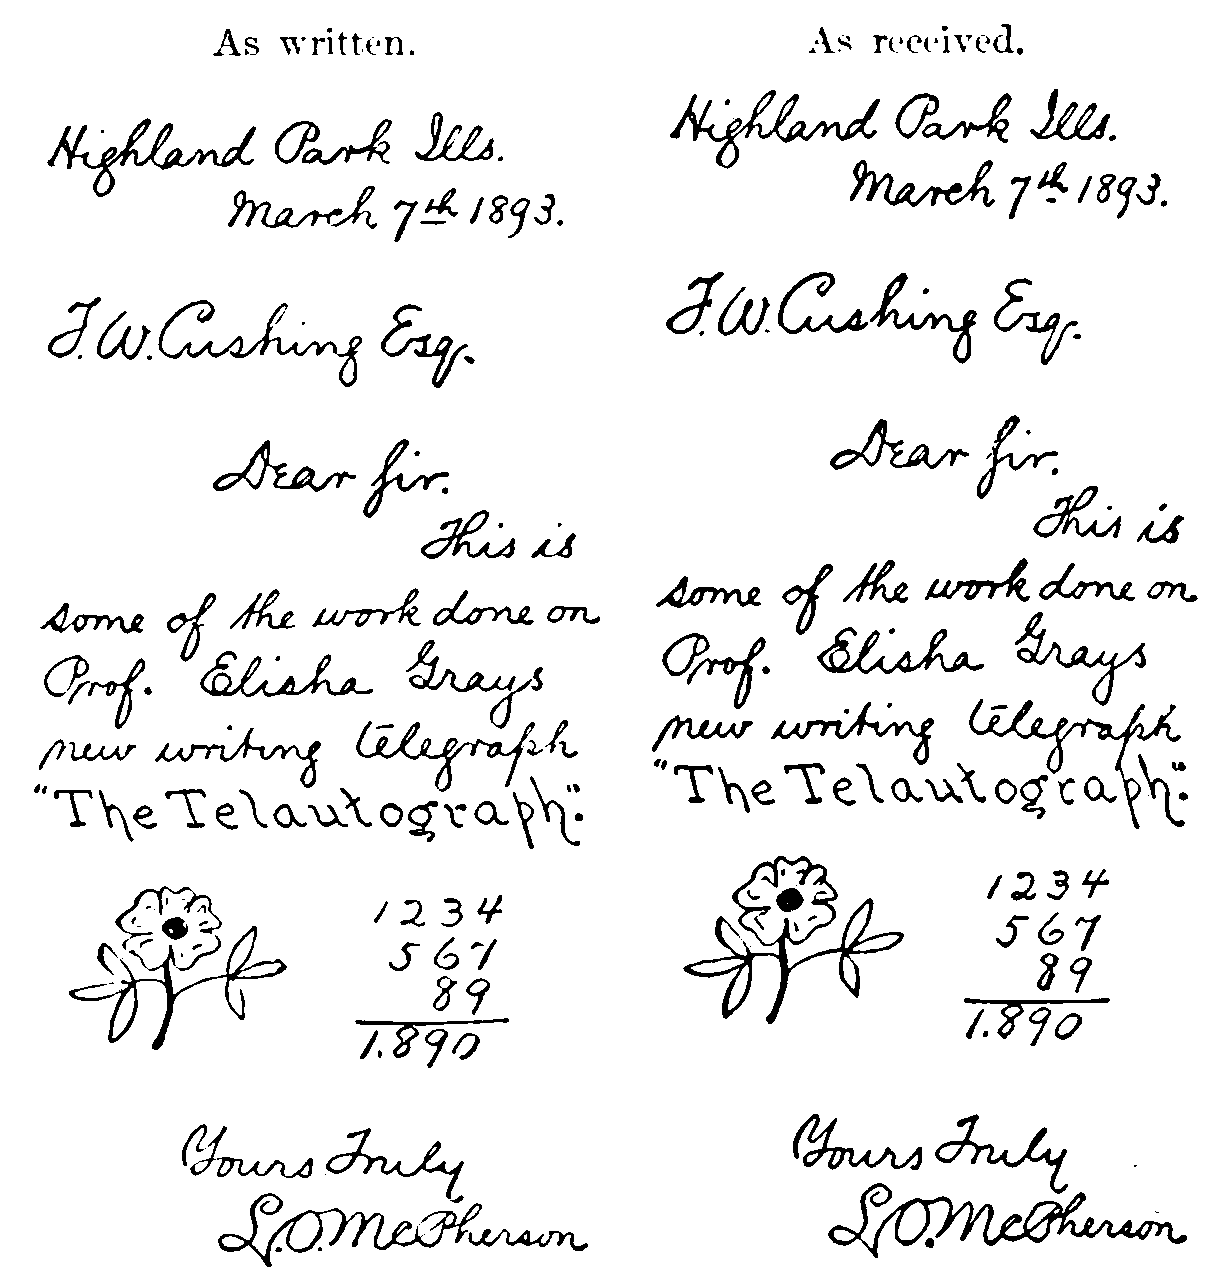 As written.
Highland Park Ills.
March 7th 1893.
F.W. Cushing Esq.
Dear Sir.
This is
some of the work done on
Prof. Elisha Grays
new writing telegraph
"The Telautograph".
1234
567
89
1.890
Yours Truly
L.O. McPherson
As received.
Highland Park Ills.
March 7th 1893.
F.W. Cushing Esq.
Dear Sir.
This is
some of the work done on
Prof. Elisha Grays
new writing telegraph
"The Telautograph".
1234
567
89
1.890
Yours Truly
L.O. McPherson.